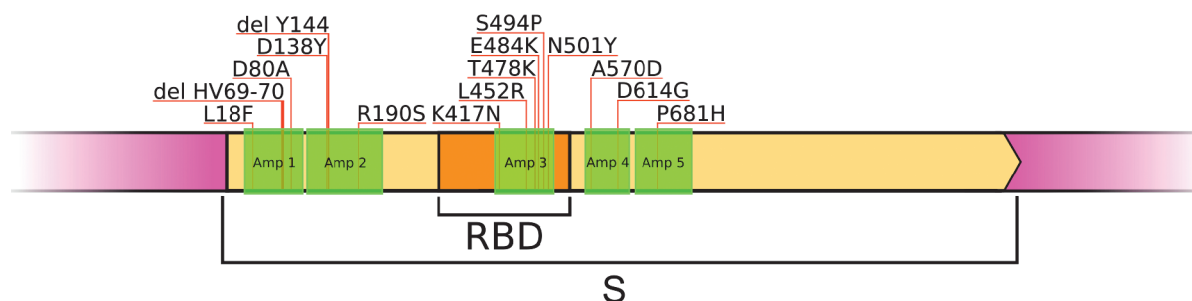 del Y144
S494P
D138Y
E484K
N501Y
D80A
T478K
A570D
del HV69-70
L452R
D614G
L18F
R190S
K417N
P681H
Amp 1
Amp 2
Amp 3
Amp 4
Amp 5
RBD
S